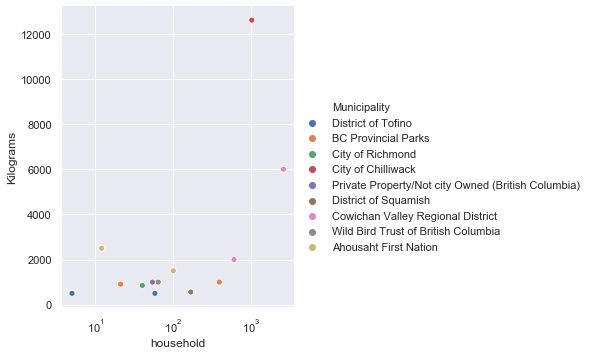 12000
10000
8000
6000
4000
2000
0
Kilograms
10¹
10²
10³
household
Municipality
District of Tofino
BC Provincial Parks
City of Richmond
City of Chilliwack
Private Property/Not city Owned (British Columbia)
District of Squamish
Cowichan Valley Regional District
Wild Bird Trust of British Columbia
Ahousaht First Nation